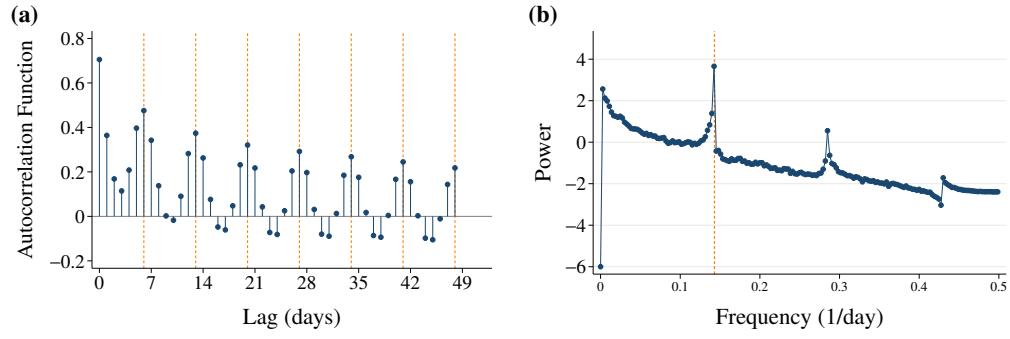 (a)
Autocorrelation Function
0.8
0.6
0.4
0.2
0
−0.2
0 7 14 21 28 35 42 49
Lag (days)
(b)
Power
4
2
0
−2
−4
−6
0 0.1 0.2 0.3 0.4 0.5
Frequency (1/day)